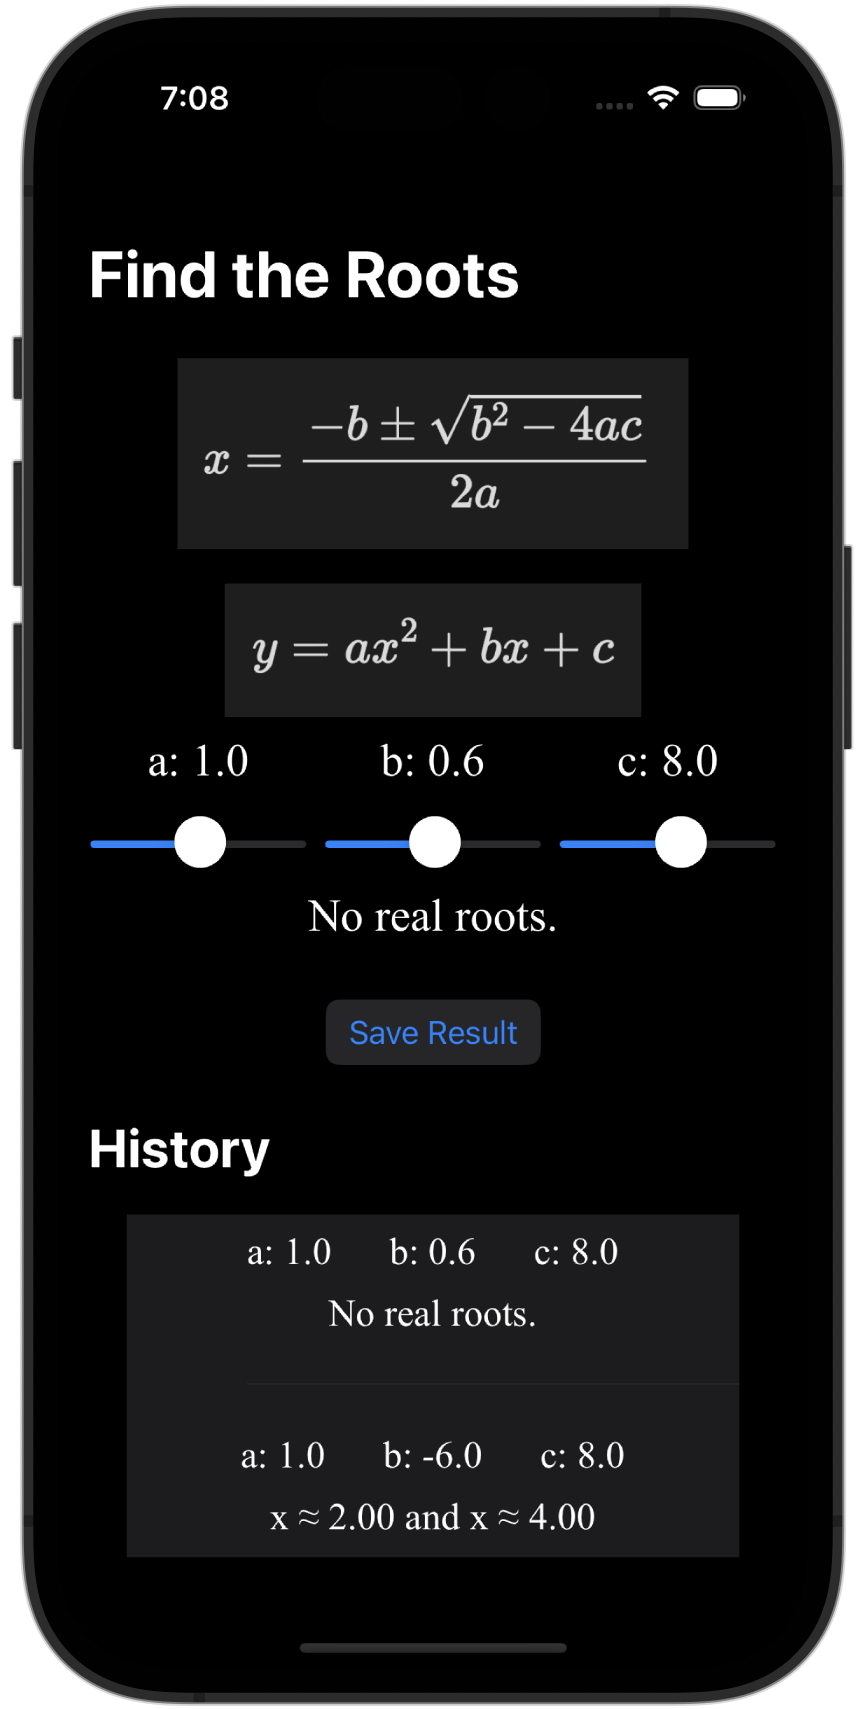 7:08
Find the Roots
x = \frac{-b \pm \sqrt{b^2 - 4ac}}{2a}
y = ax^2 + bx + c
a: 1.0 b: 0.6 c: 8.0
No real roots.
Save Result
History
a: 1.0 b: 0.6 c: 8.0
No real roots.
a: 1.0 b: -6.0 c: 8.0
x ≈ 2.00 and x ≈ 4.00